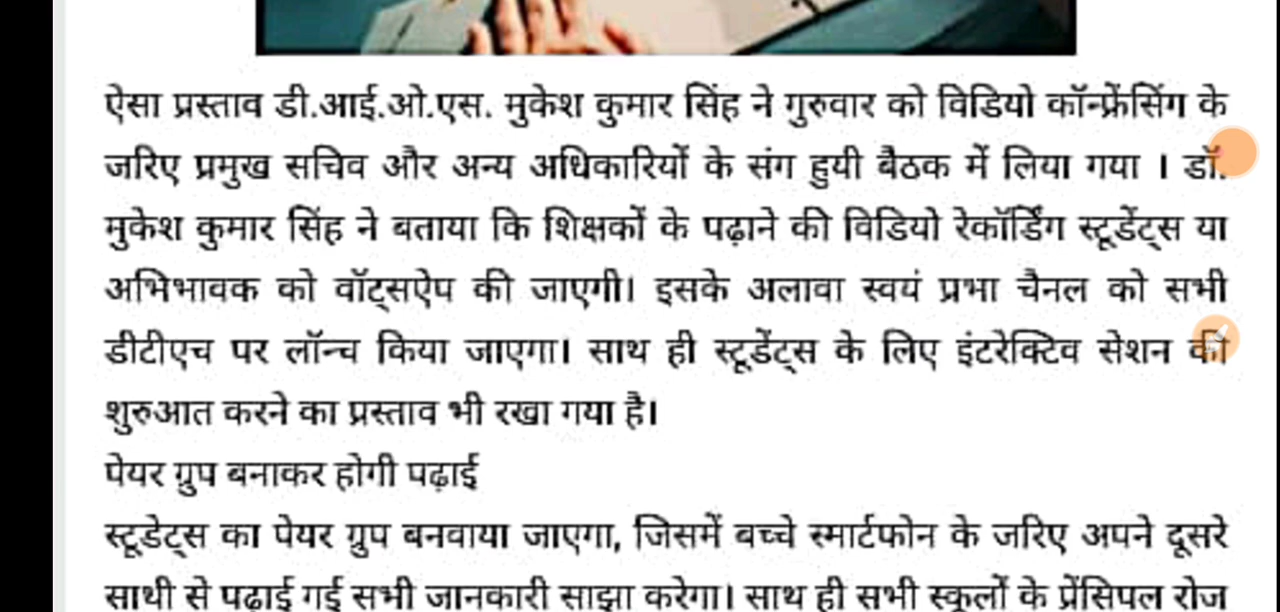 ऐसा प्रस्ताव डी.आई.ओ.एस. मुकेश कुमार सिंह ने गुरुवार को विडियो कॉन्फ्रेंसिंग के
जरिए प्रमुख सचिव और अन्य अधिकारियों के संग हुयी बैठक में लिया गया । डॉ.
मुकेश कुमार सिंह ने बताया कि शिक्षकों के पढ़ाने की विडियो रेकॉर्डिंग स्टूडेंट्स या
अभिभावक को वॉट्सऐप की जाएगी। इसके अलावा स्वयं प्रभा चैनल को सभी
डीटीएच पर लॉन्च किया जाएगा। साथ ही स्टूडेंट्स के लिए इंटरेक्टिव सेशन की
शुरुआत करने का प्रस्ताव भी रखा गया है।
पेयर ग्रुप बनाकर होगी पढ़ाई
स्टूडेट्स का पेयर ग्रुप बनवाया जाएगा, जिसमें बच्चे स्मार्टफोन के जरिए अपने दूसरे
साथी से पढ़ाई गई सभी जानकारी साझा करेगा। साथ ही सभी स्कूलों के प्रेंसिपल रोज